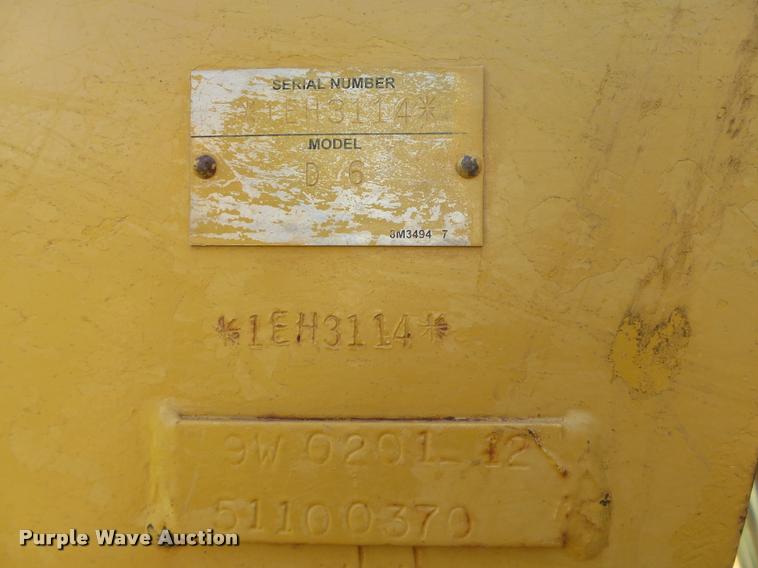 SERIAL NUMBER
*1EH3114*
MODEL
D 6
8M3494 7
*1EH3114*
9W 0201 12
51100370
Purple Wave Auction